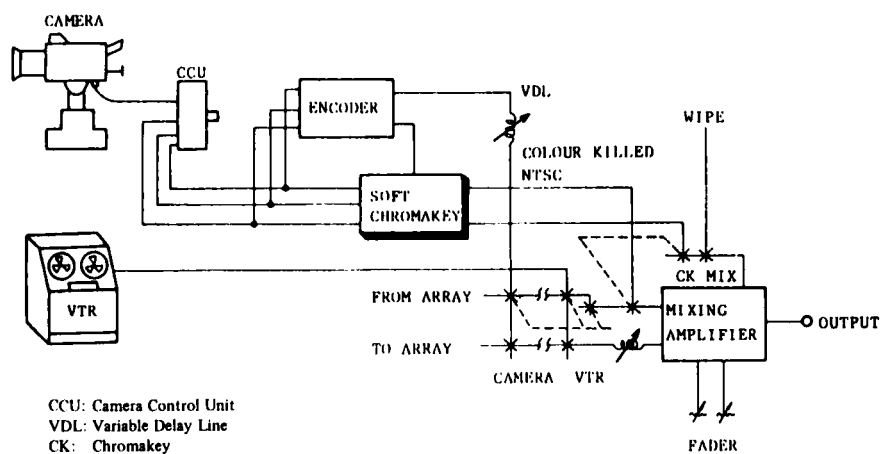 CAMERA
CCU
ENCODER
VDL
WIPE
COLOUR KILLED
NTSC
SOFT
CHROMAKEY
CK MIX
VTR
FROM ARRAY
MIXING
AMPLIFIER
OUTPUT
TO ARRAY
CAMERA
VTR
FADER
CCU: Camera Control Unit
VDL: Variable Delay Line
CK: Chromakey